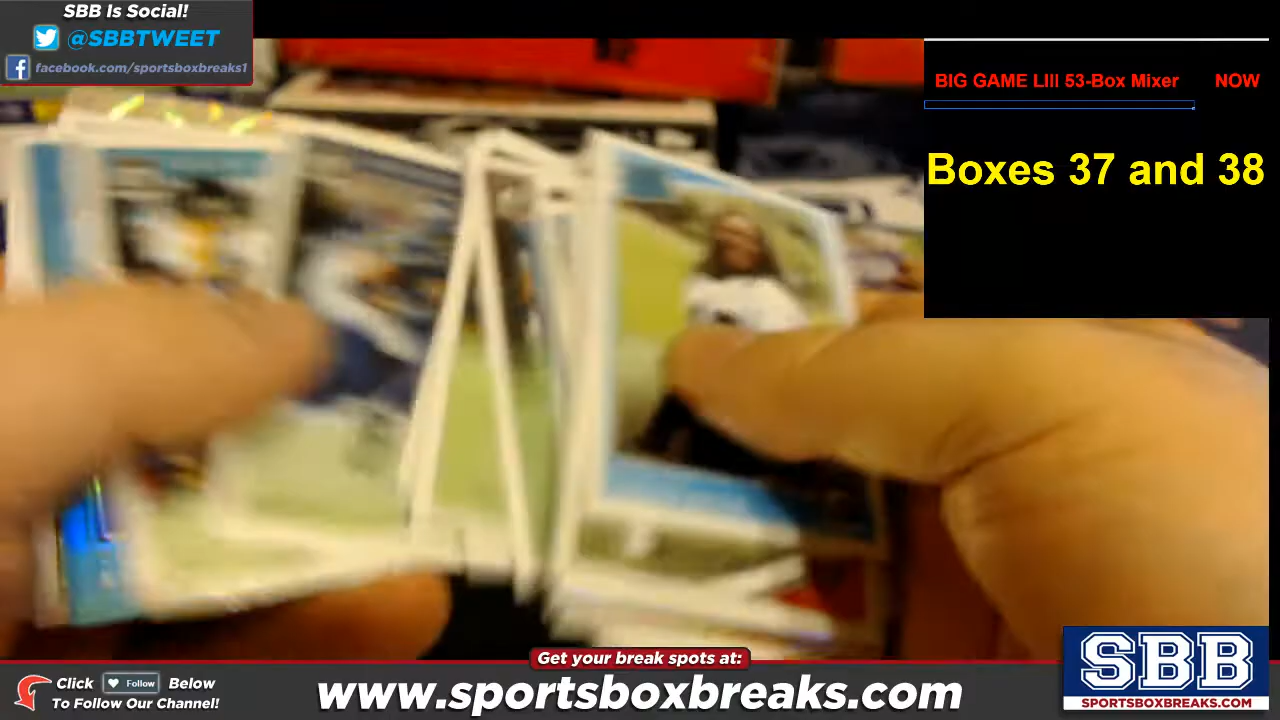 SBB Is Social!
@SBBTWEET
facebook.com/sportsboxbreaks1
BIG GAME LIII 53-Box Mixer NOW
Boxes 37 and 38
Get your break spots at:
Click Follow Below
To Follow Our Channel!
www.sportsboxbreaks.com
SBB
SPORTSBOXBREAKS.COM